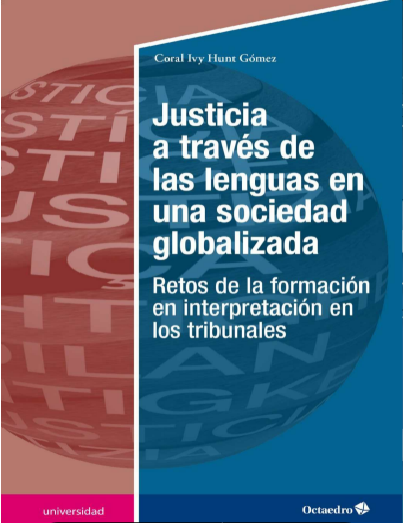 Coral Ivy Hunt Gómez
Justicia
a través de
las lenguas en
una sociedad
globalizada
Retos de la formación
en interpretación en
los tribunales
universidad
Octaedro